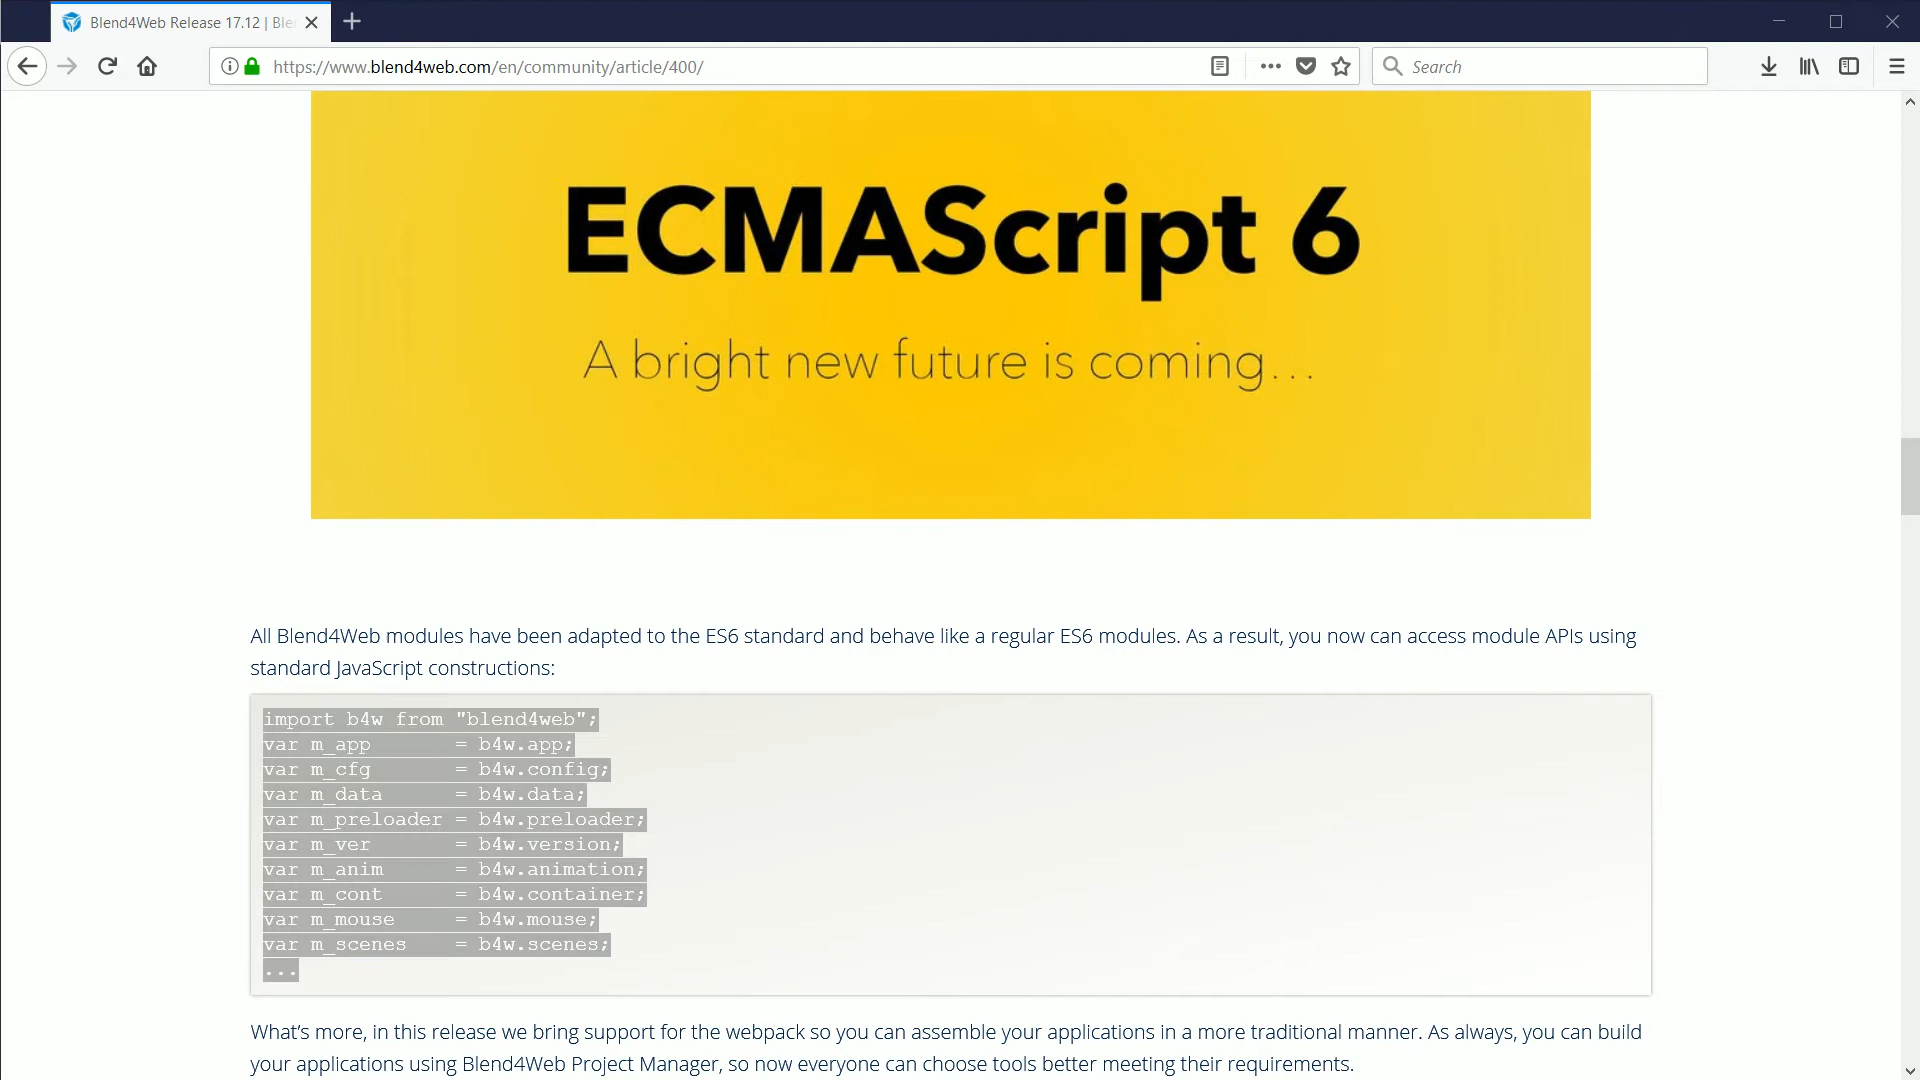 Blend4Web Release 17.12 | Ble
https://www.blend4web.com/en/community/article/400/
Search
ECMAScript 6
A bright new future is coming...
All Blend4Web modules have been adapted to the ES6 standard and behave like a regular ES6 modules. As a result, you now can access module APIs using
standard JavaScript constructions:
import b4w from "blend4web";
var m_app       = b4w.app;
var m_cfg       = b4w.config;
var m_data      = b4w.data;
var m_preloader = b4w.preloader;
var m_ver       = b4w.version;
var m_anim      = b4w.animation;
var m_cont      = b4w.container;
var m_mouse     = b4w.mouse;
var m_scenes    = b4w.scenes;
...
What's more, in this release we bring support for the webpack so you can assemble your applications in a more traditional manner. As always, you can build
your applications using Blend4Web Project Manager, so now everyone can choose tools better meeting their requirements.